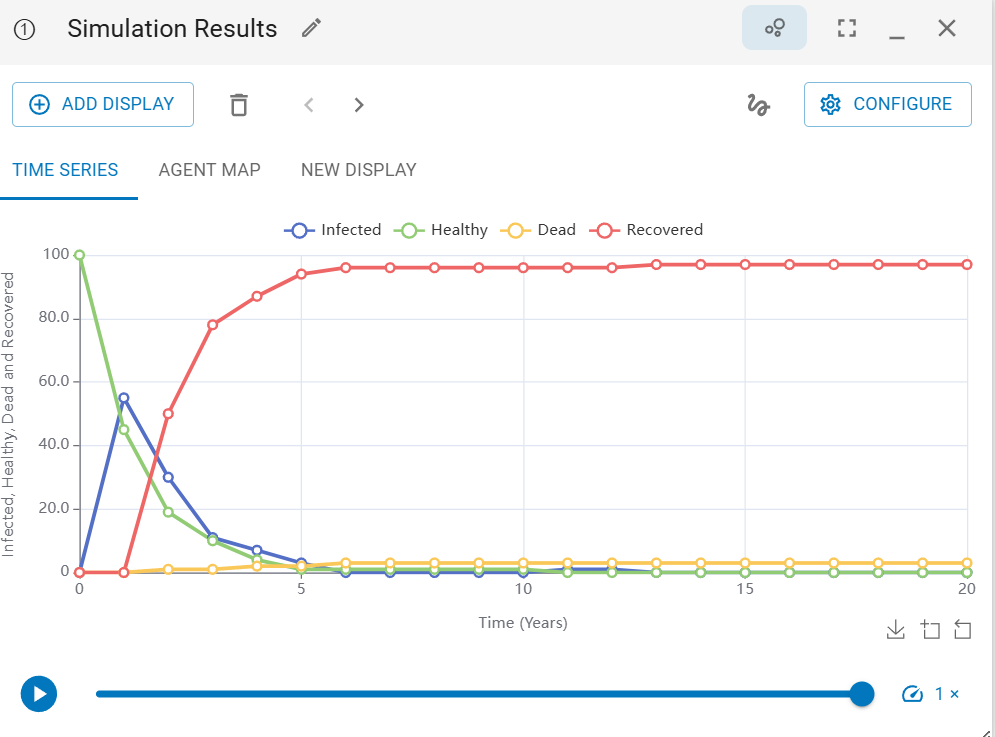 1 Simulation Results
ADD DISPLAY
CONFIGURE
TIME SERIES AGENT MAP NEW DISPLAY
Infected Healthy Dead Recovered
Infected, Healthy, Dead and Recovered
100
80.0
60.0
40.0
20.0
0
0 5 10 15 20
Time (Years)
1 ×